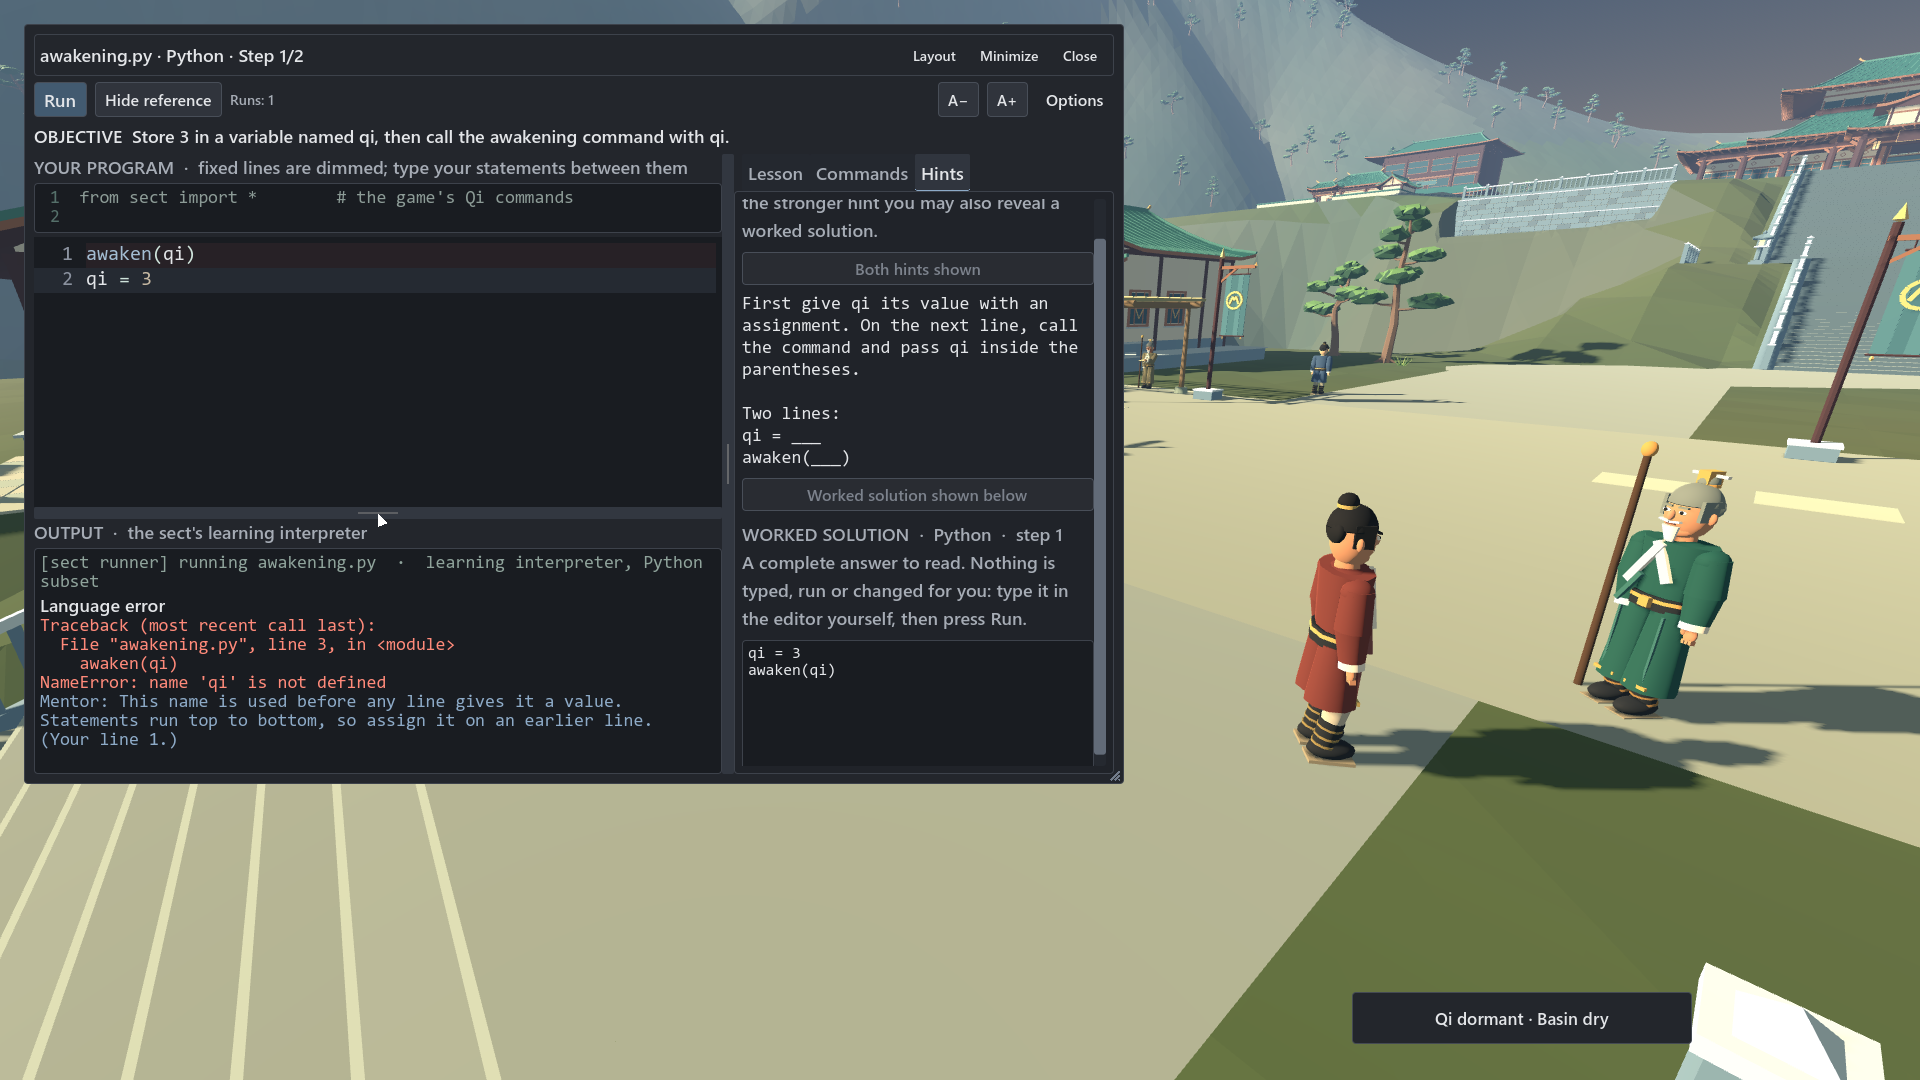 awakening.py · Python · Step 1/2
Layout
Minimize
Close
Run
Hide reference
Runs: 1
A−
A+
Options
OBJECTIVE  Store 3 in a variable named qi, then call the awakening command with qi.
YOUR PROGRAM  ·  fixed lines are dimmed; type your statements between them
1  from sect import *        # the game's Qi commands
2
1  awaken(qi)
2  qi = 3
OUTPUT  ·  the sect's learning interpreter
[sect runner] running awakening.py  ·  learning interpreter, Python
subset
Language error
Traceback (most recent call last):
  File "awakening.py", line 3, in <module>
    awaken(qi)
NameError: name 'qi' is not defined
Mentor: This name is used before any line gives it a value.
Statements run top to bottom, so assign it on an earlier line.
(Your line 1.)
Lesson
Commands
Hints
the stronger hint you may also reveal a
worked solution.
Both hints shown
First give qi its value with an
assignment. On the next line, call
the command and pass qi inside the
parentheses.
Two lines:
qi = ___
awaken(___)
Worked solution shown below
WORKED SOLUTION  ·  Python  ·  step 1
A complete answer to read. Nothing is
typed, run or changed for you: type it in
the editor yourself, then press Run.
qi = 3
awaken(qi)
Qi dormant · Basin dry